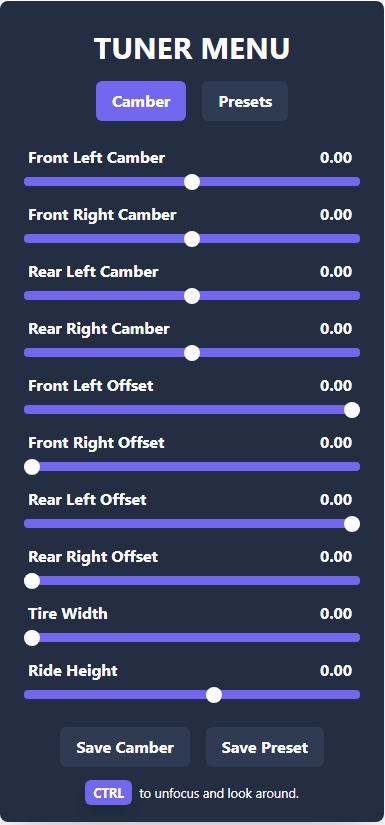 TUNER MENU
Camber Presets
Front Left Camber 0.00
Front Right Camber 0.00
Rear Left Camber 0.00
Rear Right Camber 0.00
Front Left Offset 0.00
Front Right Offset 0.00
Rear Left Offset 0.00
Rear Right Offset 0.00
Tire Width 0.00
Ride Height 0.00
Save Camber Save Preset
CTRL to unfocus and look around.